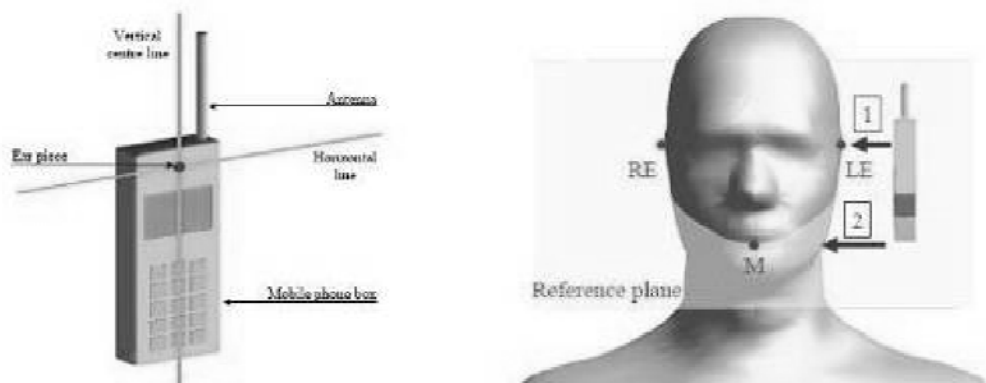 Vertical
centre line
Antenna
Ear piece
Horizontal
line
Mobile phone box
1
RE
LE
2
M
Reference plane